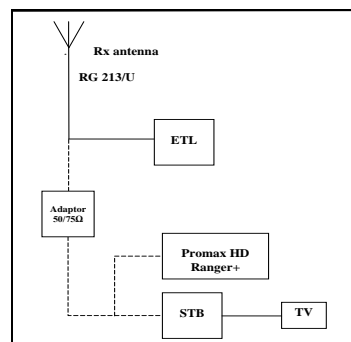 Rx antenna
RG 213/U
ETL
Adaptor
50/75Ω
Promax HD
Ranger+
STB
TV